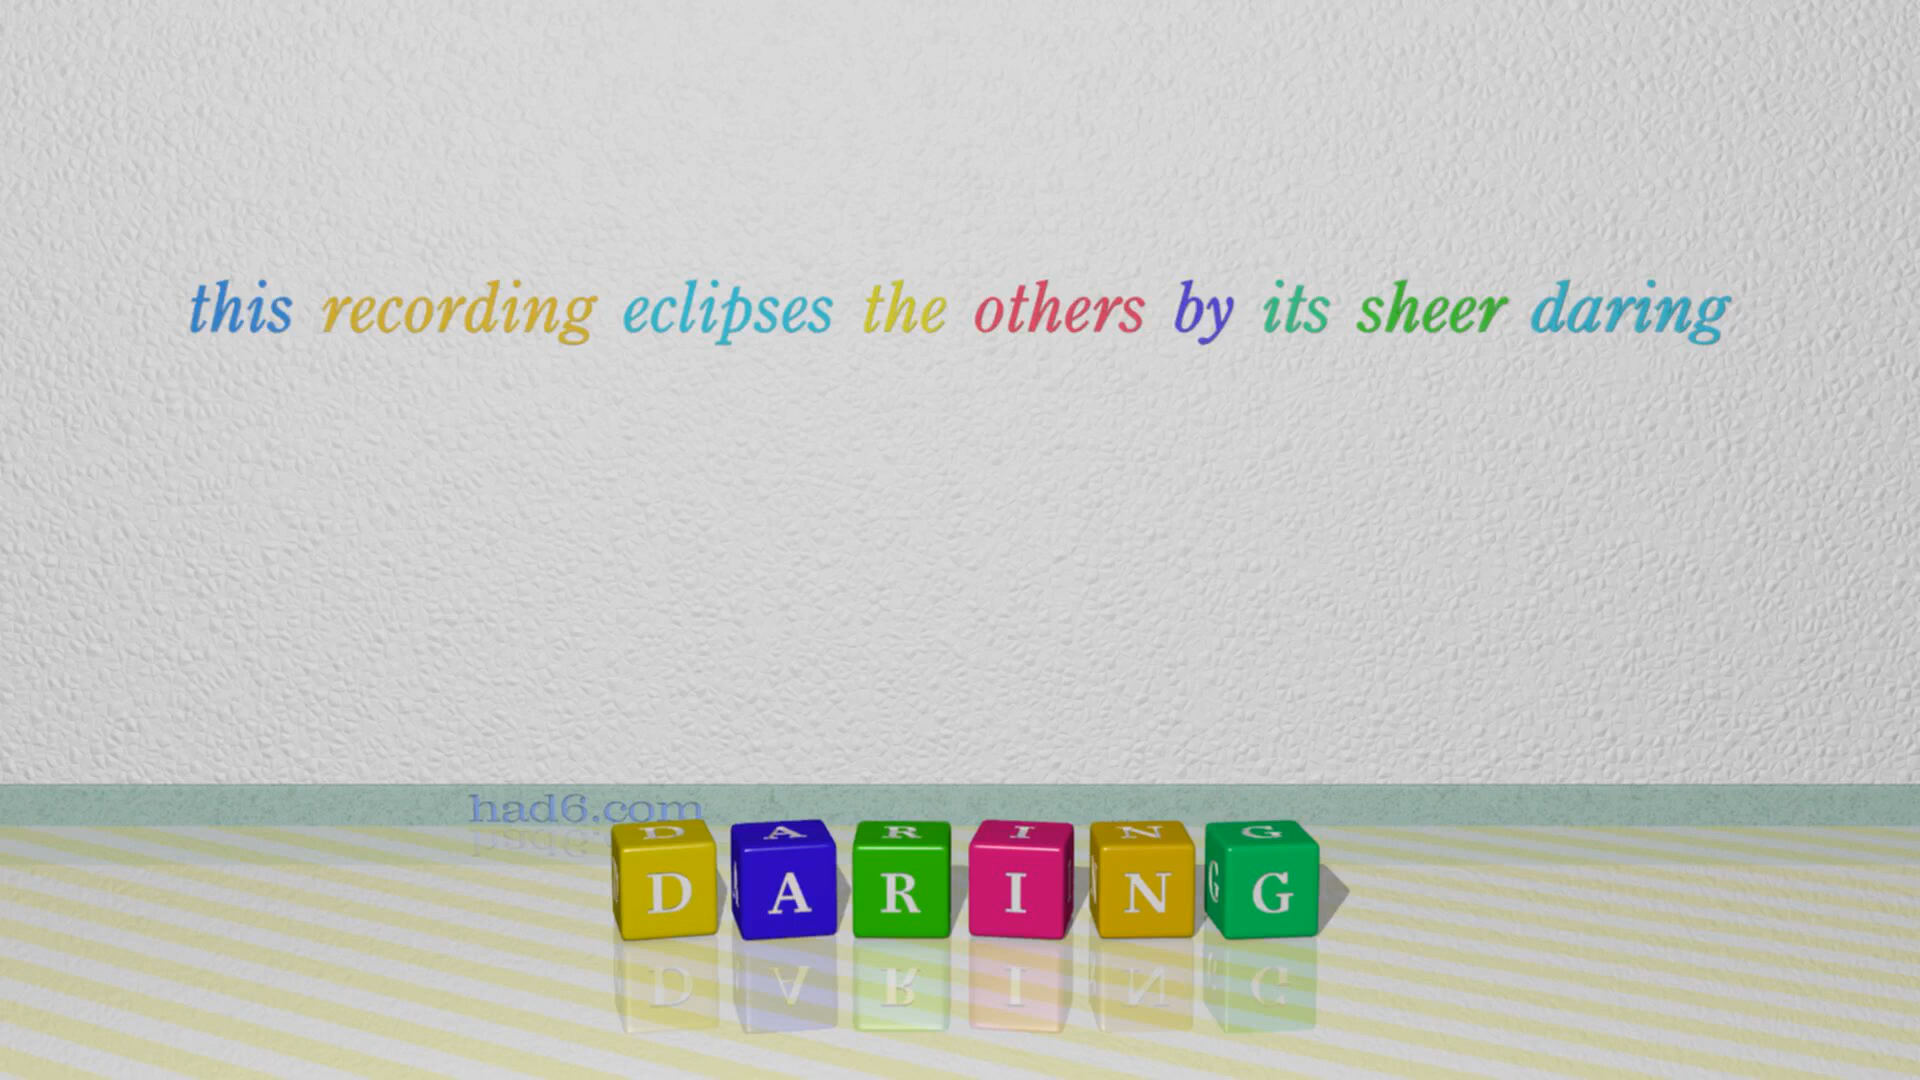 this recording eclipses the others by its sheer daring
had6.com
DARING